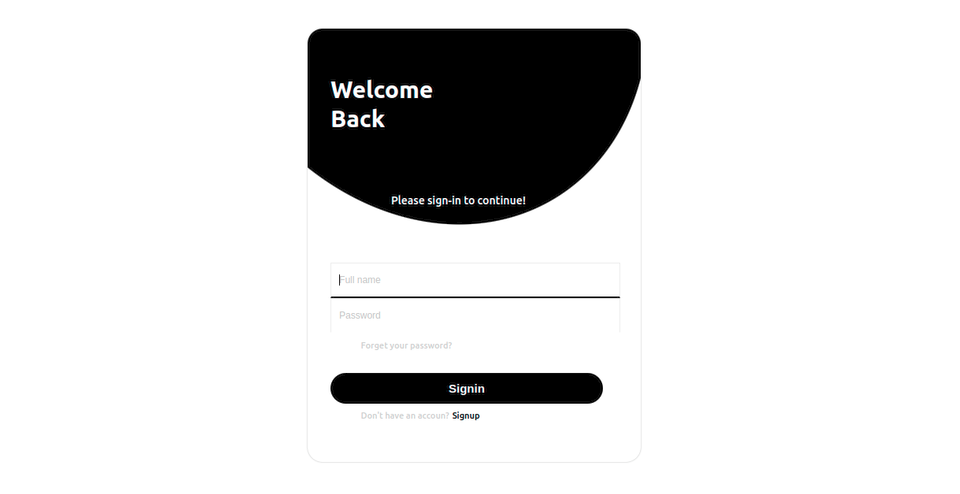 Welcome
Back
Please sign-in to continue!
Full name
Password
Forget your password?
Signin
Don't have an accoun? Signup